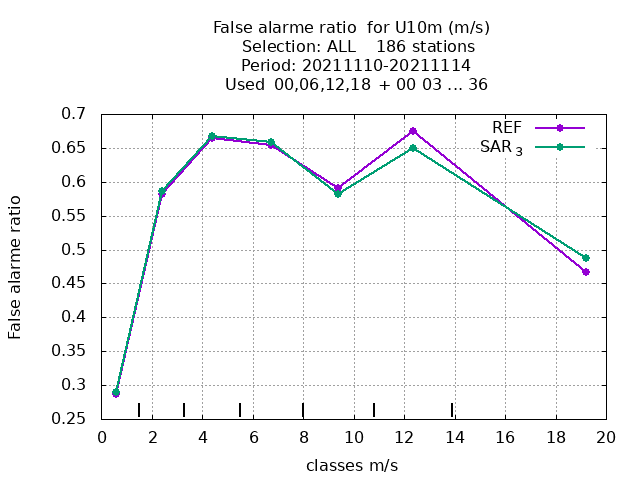 False alarme ratio  for U10m (m/s)
Selection: ALL    186 stations
Period: 20211110-20211114
Used  00,06,12,18 + 00 03 ... 36
REF
SAR 3
False alarme ratio
0.7
0.65
0.6
0.55
0.5
0.45
0.4
0.35
0.3
0.25
0 2 4 6 8 10 12 14 16 18 20
classes m/s